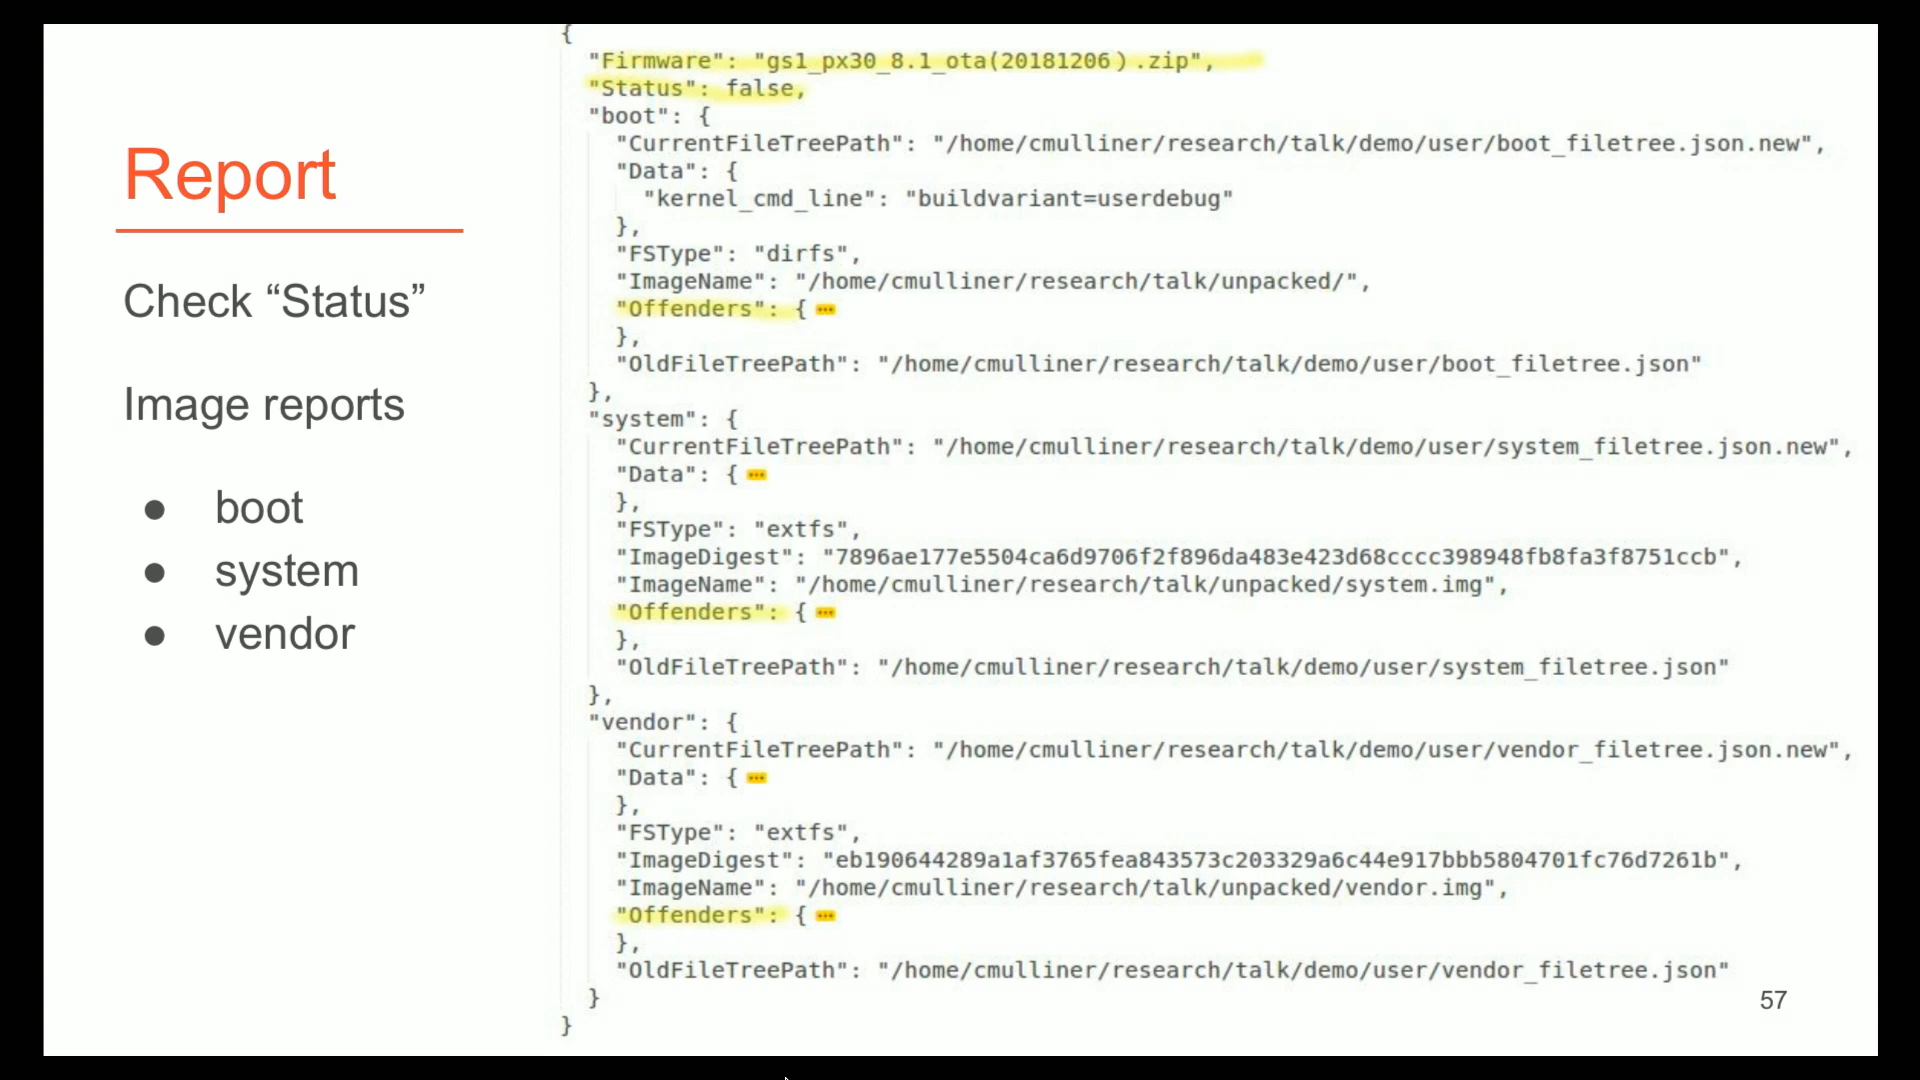 Report
Check “Status”
Image reports
● boot
● system
● vendor
{
"Firmware": "gs1_px30_8.1_ota(20181206).zip",
"Status": false,
"boot": {
"CurrentFileTreePath": "/home/cmulliner/research/talk/demo/user/boot_filetree.json.new",
"Data": {
"kernel_cmd_line": "buildvariant=userdebug"
},
"FSType": "dirfs",
"ImageName": "/home/cmulliner/research/talk/unpacked/",
"Offenders": { …
},
"OldFileTreePath": "/home/cmulliner/research/talk/demo/user/boot_filetree.json"
},
"system": {
"CurrentFileTreePath": "/home/cmulliner/research/talk/demo/user/system_filetree.json.new",
"Data": { …
},
"FSType": "extfs",
"ImageDigest": "7896ae177e5504ca6d9706f2f896da483e423d68cccc398948fb8fa3f8751ccb",
"ImageName": "/home/cmulliner/research/talk/unpacked/system.img",
"Offenders": { …
},
"OldFileTreePath": "/home/cmulliner/research/talk/demo/user/system_filetree.json"
},
"vendor": {
"CurrentFileTreePath": "/home/cmulliner/research/talk/demo/user/vendor_filetree.json.new",
"Data": { …
},
"FSType": "extfs",
"ImageDigest": "eb190644289a1af3765fea843573c203329a6c44e917bbb5804701fc76d7261b",
"ImageName": "/home/cmulliner/research/talk/unpacked/vendor.img",
"Offenders": { …
},
"OldFileTreePath": "/home/cmulliner/research/talk/demo/user/vendor_filetree.json"
}
}
57